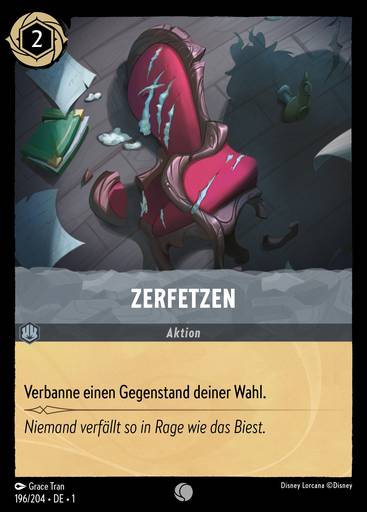 2
ZERFETZEN
Aktion
Verbanne einen Gegenstand deiner Wahl.
Niemand verfällt so in Rage wie das Biest.
Grace Tran
196/204 • DE • 1
Disney Lorcana ©Disney